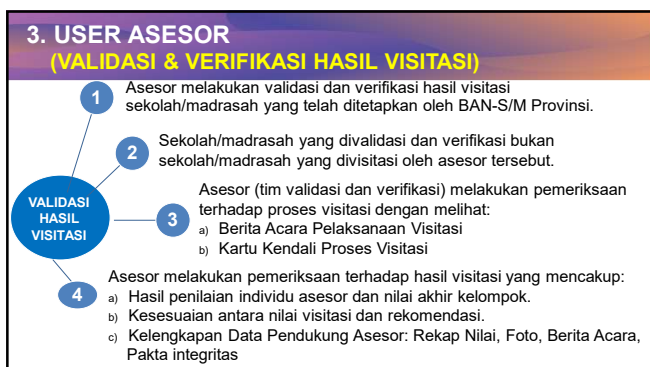 3. USER ASESOR
(VALIDASI & VERIFIKASI HASIL VISITASI)
1
Asesor melakukan validasi dan verifikasi hasil visitasi
sekolah/madrasah yang telah ditetapkan oleh BAN-S/M Provinsi.
2
Sekolah/madrasah yang divalidasi dan verifikasi bukan
sekolah/madrasah yang divisitasi oleh asesor tersebut.
VALIDASI
HASIL
VISITASI
3
Asesor (tim validasi dan verifikasi) melakukan pemeriksaan
terhadap proses visitasi dengan melihat:
a) Berita Acara Pelaksanaan Visitasi
b) Kartu Kendali Proses Visitasi
4
Asesor melakukan pemeriksaan terhadap hasil visitasi yang mencakup:
a) Hasil penilaian individu asesor dan nilai akhir kelompok.
b) Kesesuaian antara nilai visitasi dan rekomendasi.
c) Kelengkapan Data Pendukung Asesor: Rekap Nilai, Foto, Berita Acara,
Pakta integritas